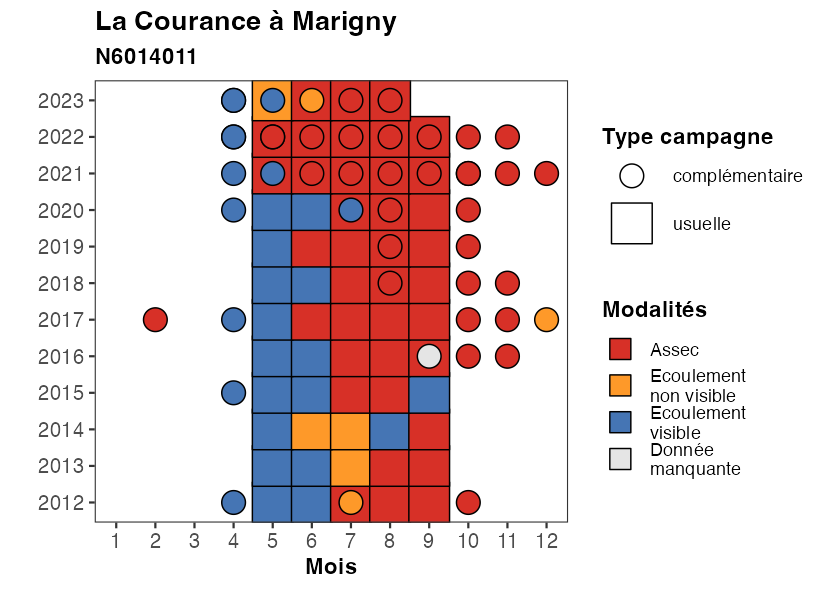 La Courance à Marigny
N6014011
2023
2022
2021
2020
2019
2018
2017
2016
2015
2014
2013
2012
1 2 3 4 5 6 7 8 9 10 11 12
Mois
Type campagne
complémentaire
usuelle
Modalités
Assec
Ecoulement
non visible
Ecoulement
visible
Donnée
manquante